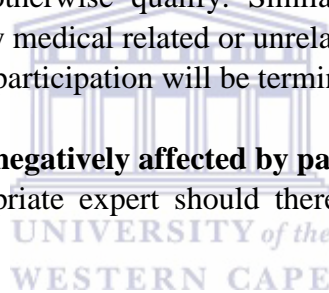 otherwise qualify.
medical related or unrela
participation will be termin
negatively affected by pa
priate expert should there
UNIVERSITY of the
WESTERN CAPE